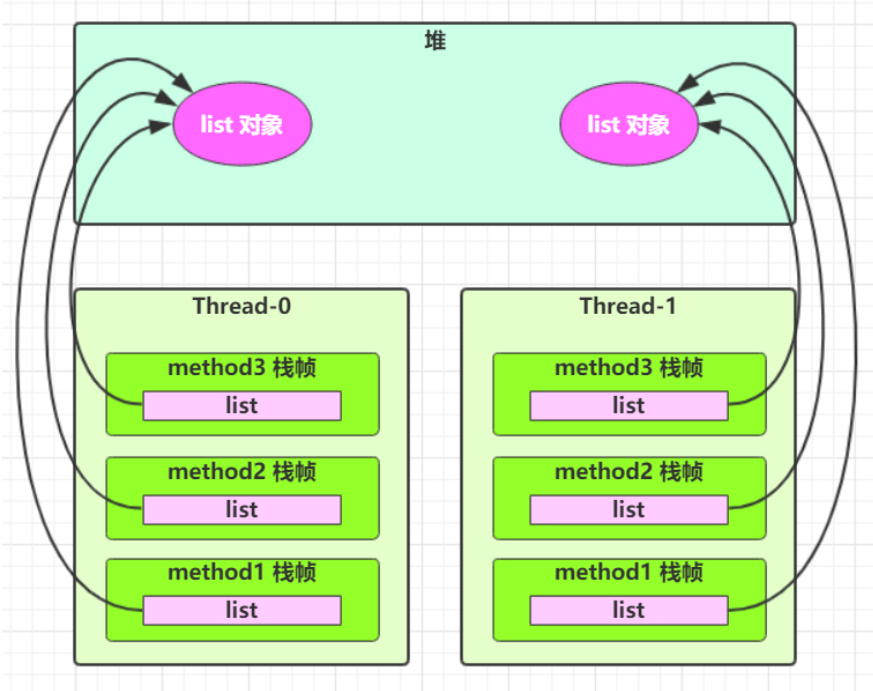 堆
list 对象
list 对象
Thread-0
method3 栈帧
list
method2 栈帧
list
method1 栈帧
list
Thread-1
method3 栈帧
list
method2 栈帧
list
method1 栈帧
list